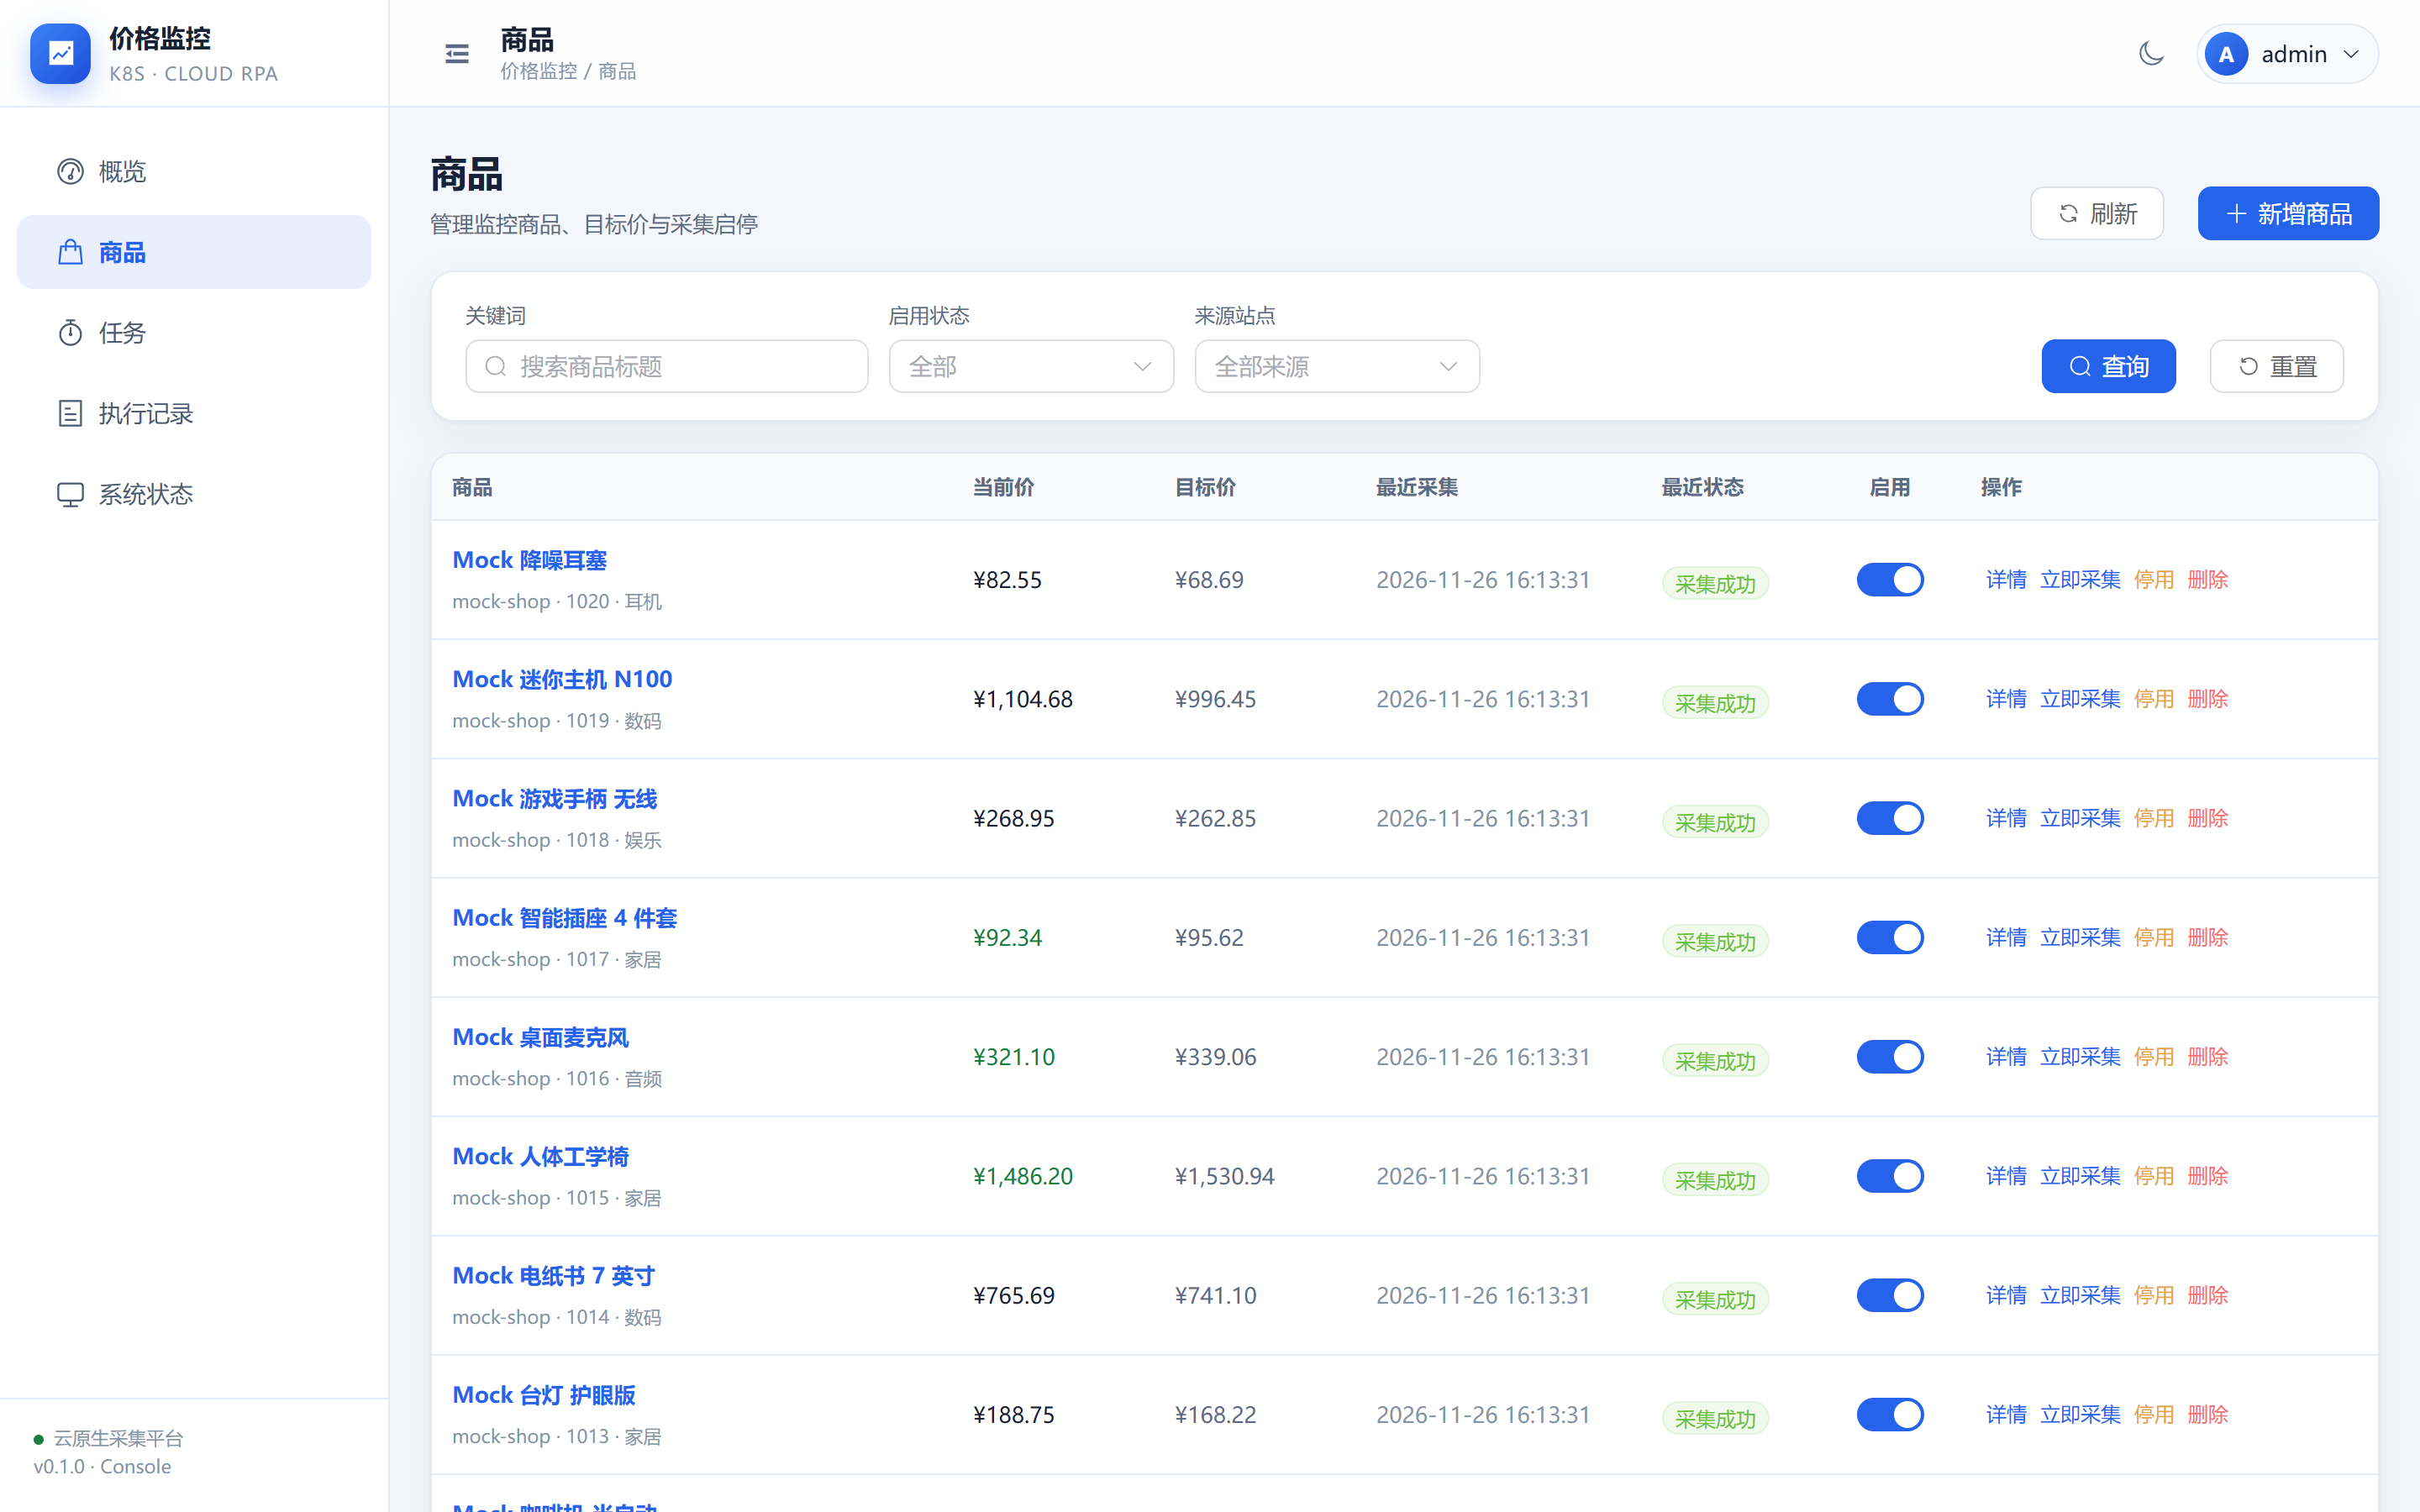 价格监控
K8S · CLOUD RPA
商品
价格监控 / 商品
A admin
概览
商品
任务
执行记录
系统状态
云原生采集平台
v0.1.0 · Console
商品
管理监控商品、目标价与采集启停
刷新 新增商品
关键词 启用状态 来源站点
搜索商品标题 全部 全部来源 查询 重置
商品 当前价 目标价 最近采集 最近状态 启用 操作
Mock 降噪耳塞
mock-shop · 1020 · 耳机
¥82.55 ¥68.69 2026-11-26 16:13:31 采集成功 详情 立即采集 停用 删除
Mock 迷你主机 N100
mock-shop · 1019 · 数码
¥1,104.68 ¥996.45 2026-11-26 16:13:31 采集成功 详情 立即采集 停用 删除
Mock 游戏手柄 无线
mock-shop · 1018 · 娱乐
¥268.95 ¥262.85 2026-11-26 16:13:31 采集成功 详情 立即采集 停用 删除
Mock 智能插座 4 件套
mock-shop · 1017 · 家居
¥92.34 ¥95.62 2026-11-26 16:13:31 采集成功 详情 立即采集 停用 删除
Mock 桌面麦克风
mock-shop · 1016 · 音频
¥321.10 ¥339.06 2026-11-26 16:13:31 采集成功 详情 立即采集 停用 删除
Mock 人体工学椅
mock-shop · 1015 · 家居
¥1,486.20 ¥1,530.94 2026-11-26 16:13:31 采集成功 详情 立即采集 停用 删除
Mock 电纸书 7 英寸
mock-shop · 1014 · 数码
¥765.69 ¥741.10 2026-11-26 16:13:31 采集成功 详情 立即采集 停用 删除
Mock 台灯 护眼版
mock-shop · 1013 · 家居
¥188.75 ¥168.22 2026-11-26 16:13:31 采集成功 详情 立即采集 停用 删除
Mock 咖啡机 半自动